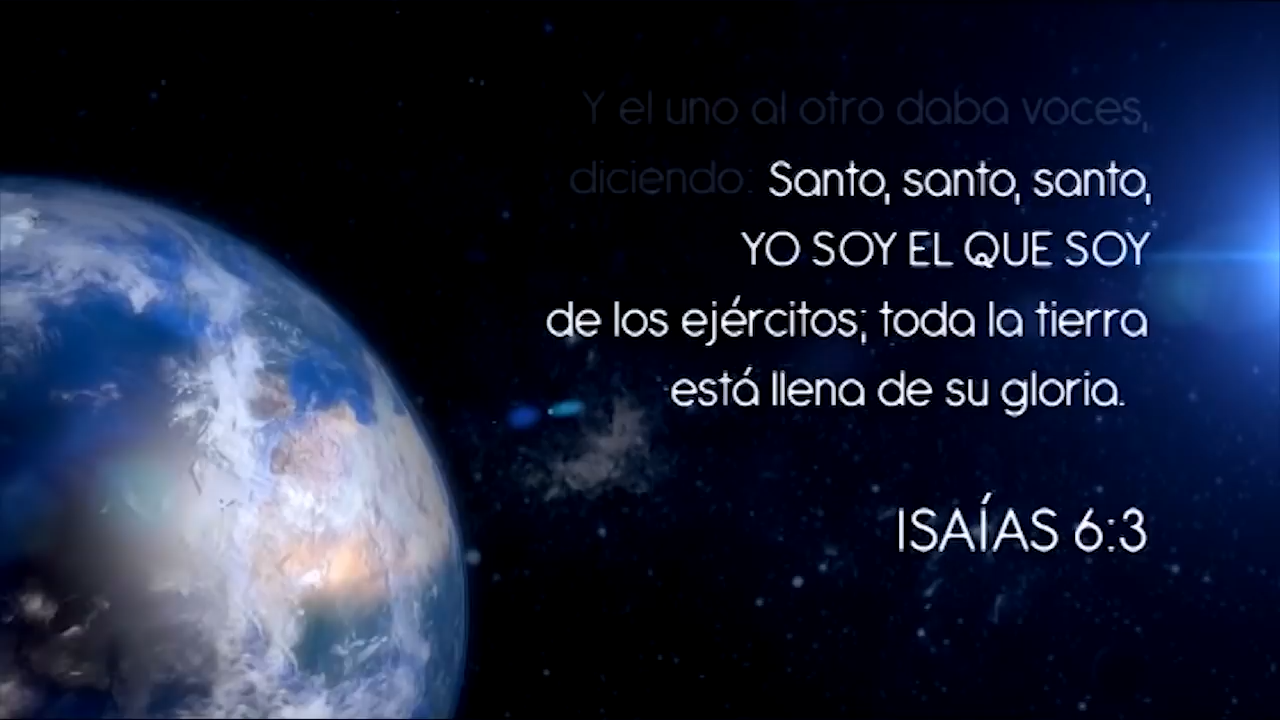 Y el uno al otro daba voces,
diciendo: Santo, santo, santo,
YO SOY EL QUE SOY
de los ejércitos; toda la tierra
está llena de su gloria.
ISAÍAS 6:3